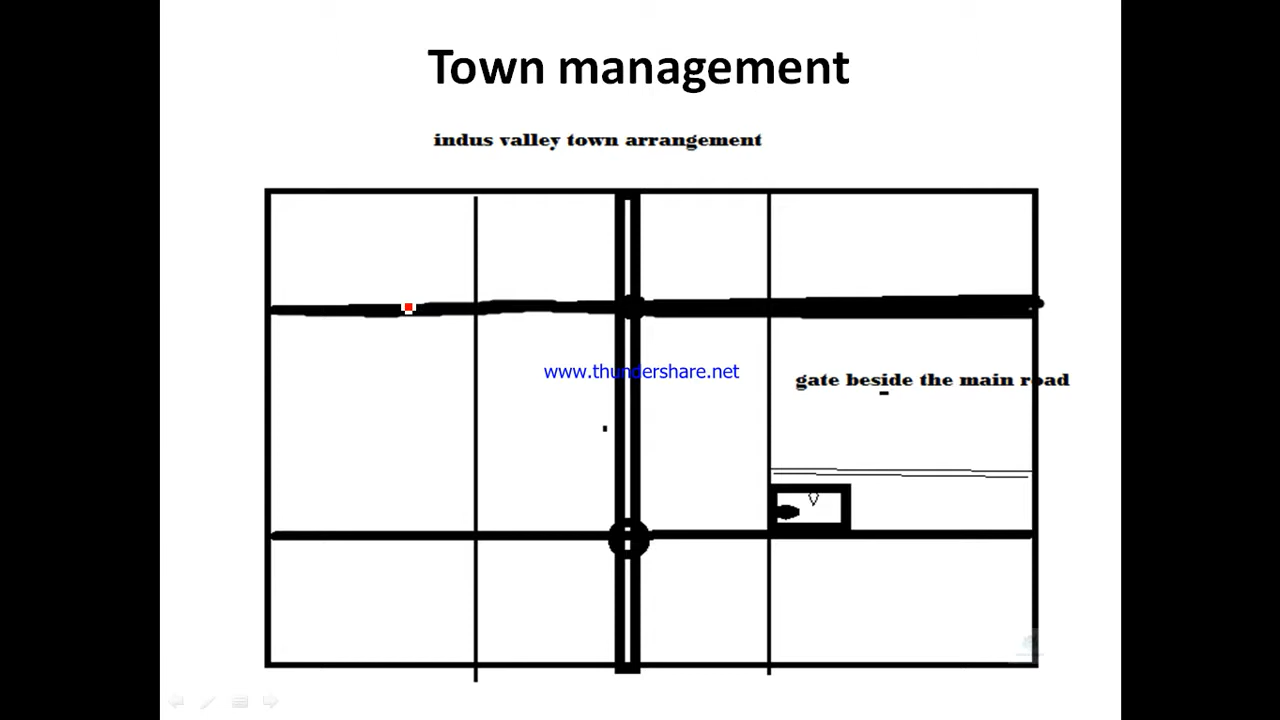 Town management
indus valley town arrangement
www.thundershare.net
gate beside the main road